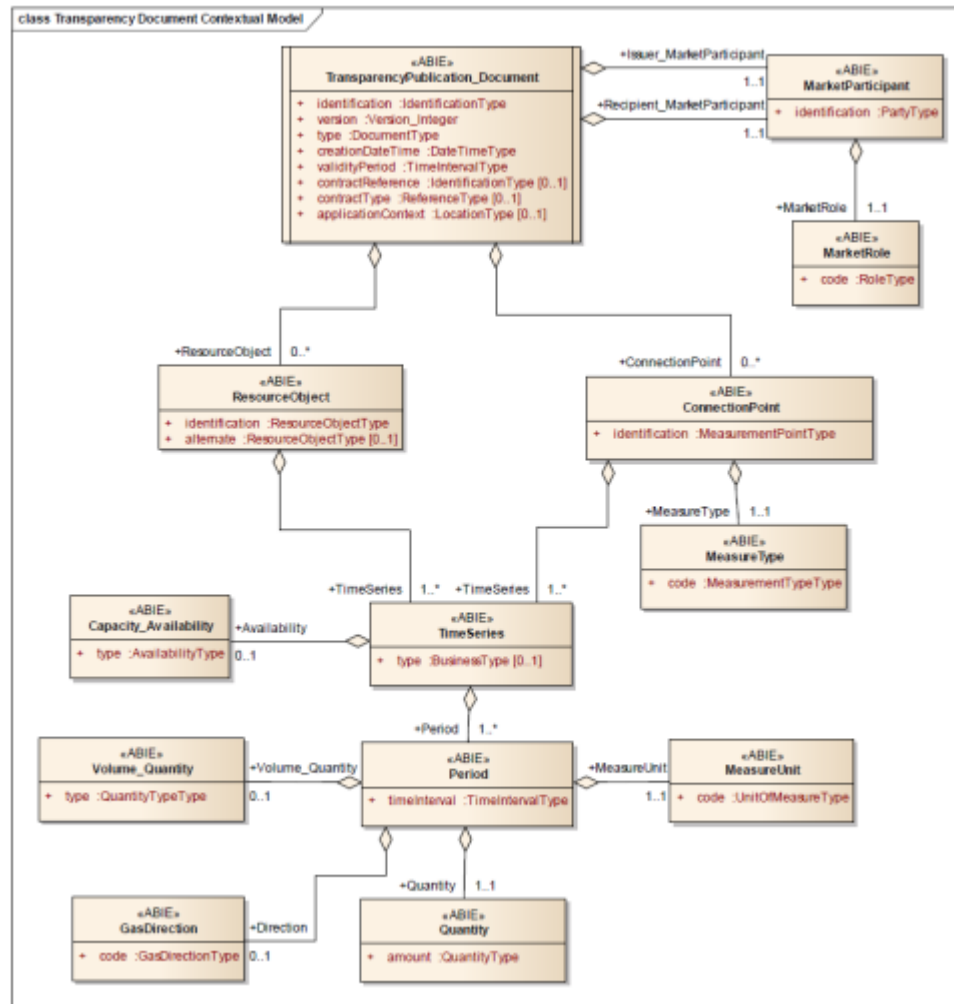 class Transparency Document Contextual Model
«ABIE»
TransparencyPublication_Document
+ identification :IdentificationType
+ version :Version_Integer
+ type :DocumentType
+ creationDateTime :DateTimeType
+ validityPeriod :TimeIntervalType
+ contractReference :IdentificationType [0..1]
+ contractType :ReferenceType [0..1]
+ applicationContext :LocationType [0..1]
+Issuer_MarketParticipant
1..1
+Recipient_MarketParticipant
1..1
«ABIE»
MarketParticipant
+ identification :PartyType
+MarketRole 1..1
«ABIE»
MarketRole
+ code :RoleType
+ResourceObject 0..*
«ABIE»
ResourceObject
+ identification :ResourceObjectType
+ alternate :ResourceObjectType [0..1]
+ConnectionPoint 0..*
«ABIE»
ConnectionPoint
+ identification :MeasurementPointType
+MeasureType 1..1
«ABIE»
MeasureType
+ code :MeasurementTypeType
+TimeSeries 1..*
+TimeSeries 1..*
«ABIE»
Capacity_Availability
+ type :AvailabilityType
+Availability
0..1
«ABIE»
TimeSeries
+ type :BusinessType [0..1]
+Period 1..*
«ABIE»
Volume_Quantity
+ type :QuantityTypeType
+Volume_Quantity
0..1
«ABIE»
Period
+ timeInterval :TimeIntervalType
+MeasureUnit
1..1
«ABIE»
MeasureUnit
+ code :UnitOfMeasureType
+Quantity 1..1
«ABIE»
GasDirection
+ code :GasDirectionType
+Direction
0..1
«ABIE»
Quantity
+ amount :QuantityType